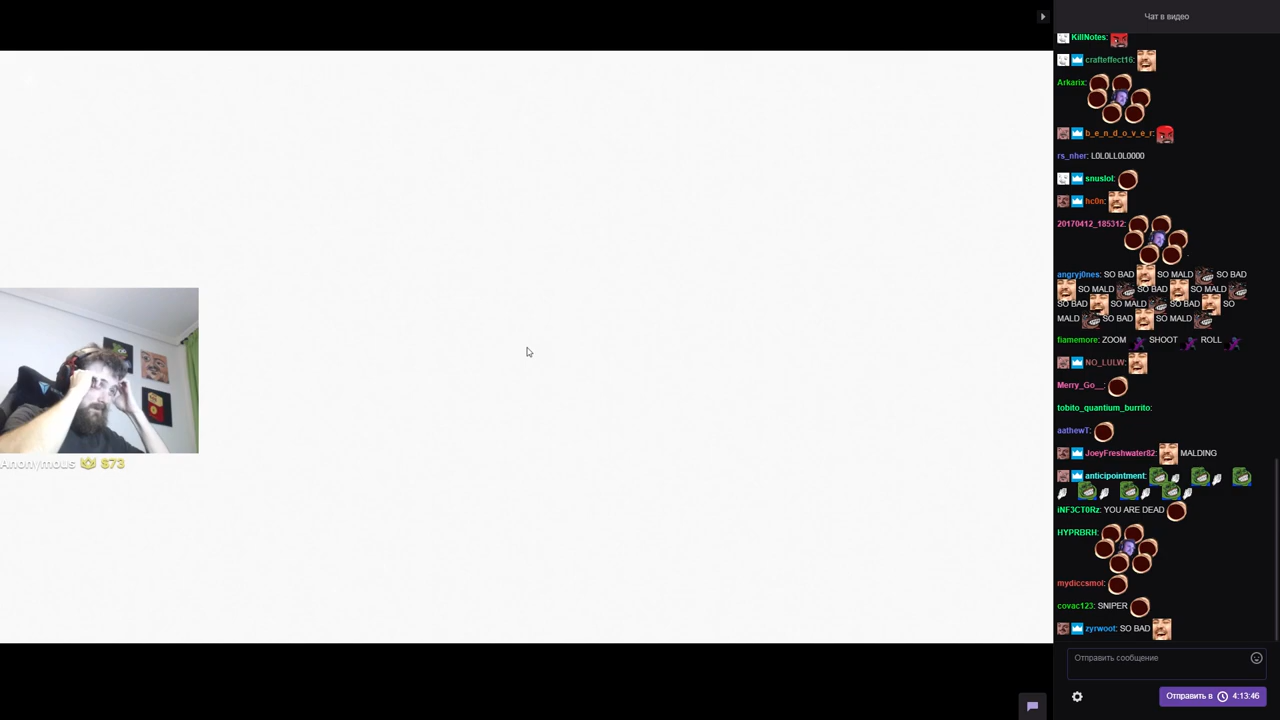 Чат в видео
KillNotes:
crafteffect16:
Arkarix:
b_e_n_d_o_v_e_r:
rs_nher: L0L0LL0L0000
snuslol:
hc0n:
20170412_185312:
angryj0nes: SO BAD SO MALD SO BAD
SO MALD SO BAD SO MALD
SO BAD SO MALD SO BAD SO
MALD SO BAD SO MALD
fiamemore: ZOOM SHOOT ROLL
NO_LULW:
Merry_Go__:
tobito_quantium_burrito:
aathewT:
JoeyFreshwater82: MALDING
anticipointment:
Anonymous $73
iNF3CT0Rz: YOU ARE DEAD
HYPRBRH:
mydiccsmol:
covac123: SNIPER
zyrwoot: SO BAD
Отправить сообщение
Отправить в 4:13:46